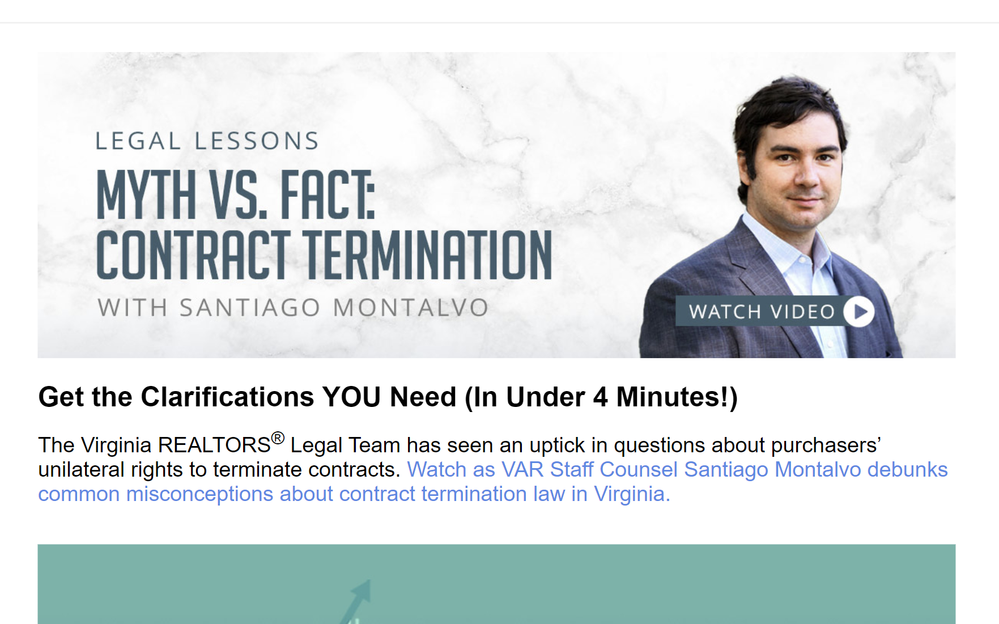 LEGAL LESSONS
MYTH VS. FACT:
CONTRACT TERMINATION
WITH SANTIAGO MONTALVO
WATCH VIDEO
Get the Clarifications YOU Need (In Under 4 Minutes!)
The Virginia REALTORS® Legal Team has seen an uptick in questions about purchasers’
unilateral rights to terminate contracts. Watch as VAR Staff Counsel Santiago Montalvo debunks
common misconceptions about contract termination law in Virginia.